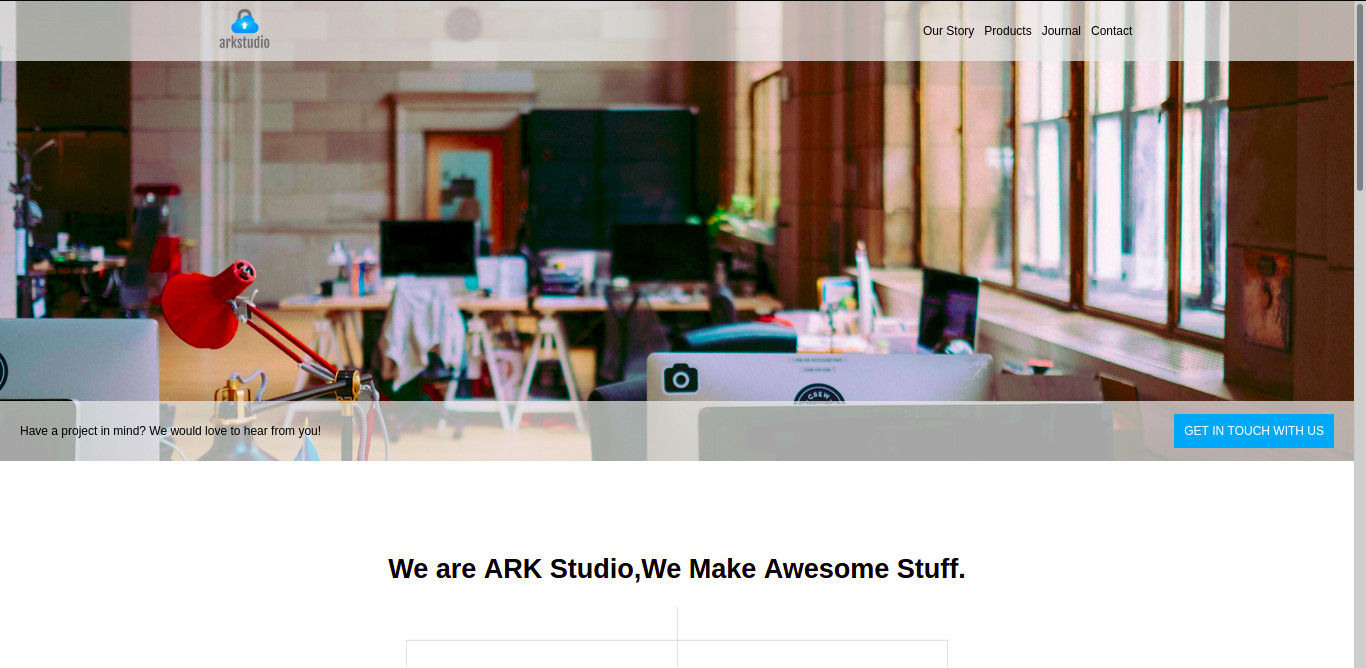 arkstudio
Our Story Products Journal Contact
CREW
Have a project in mind? We would love to hear from you!
GET IN TOUCH WITH US
We are ARK Studio,We Make Awesome Stuff.